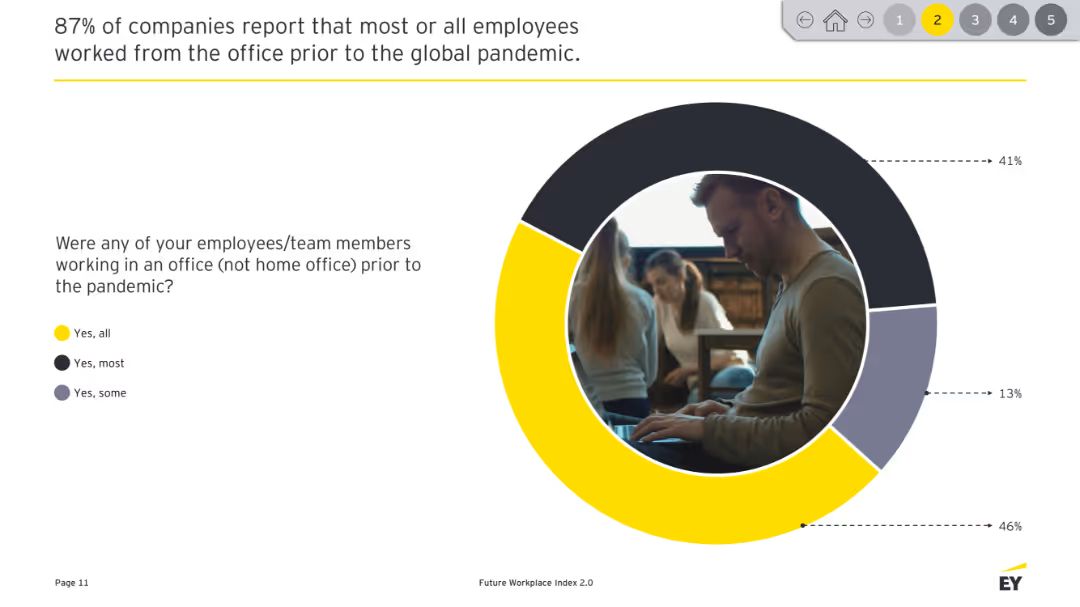 87% of companies report that most or all employees
worked from the office prior to the global pandemic.
1 2 3 4 5
Were any of your employees/team members
working in an office (not home office) prior to
the pandemic?
Yes, all
Yes, most
Yes, some
41%
13%
46%
Page 11
Future Workplace Index 2.0
EY